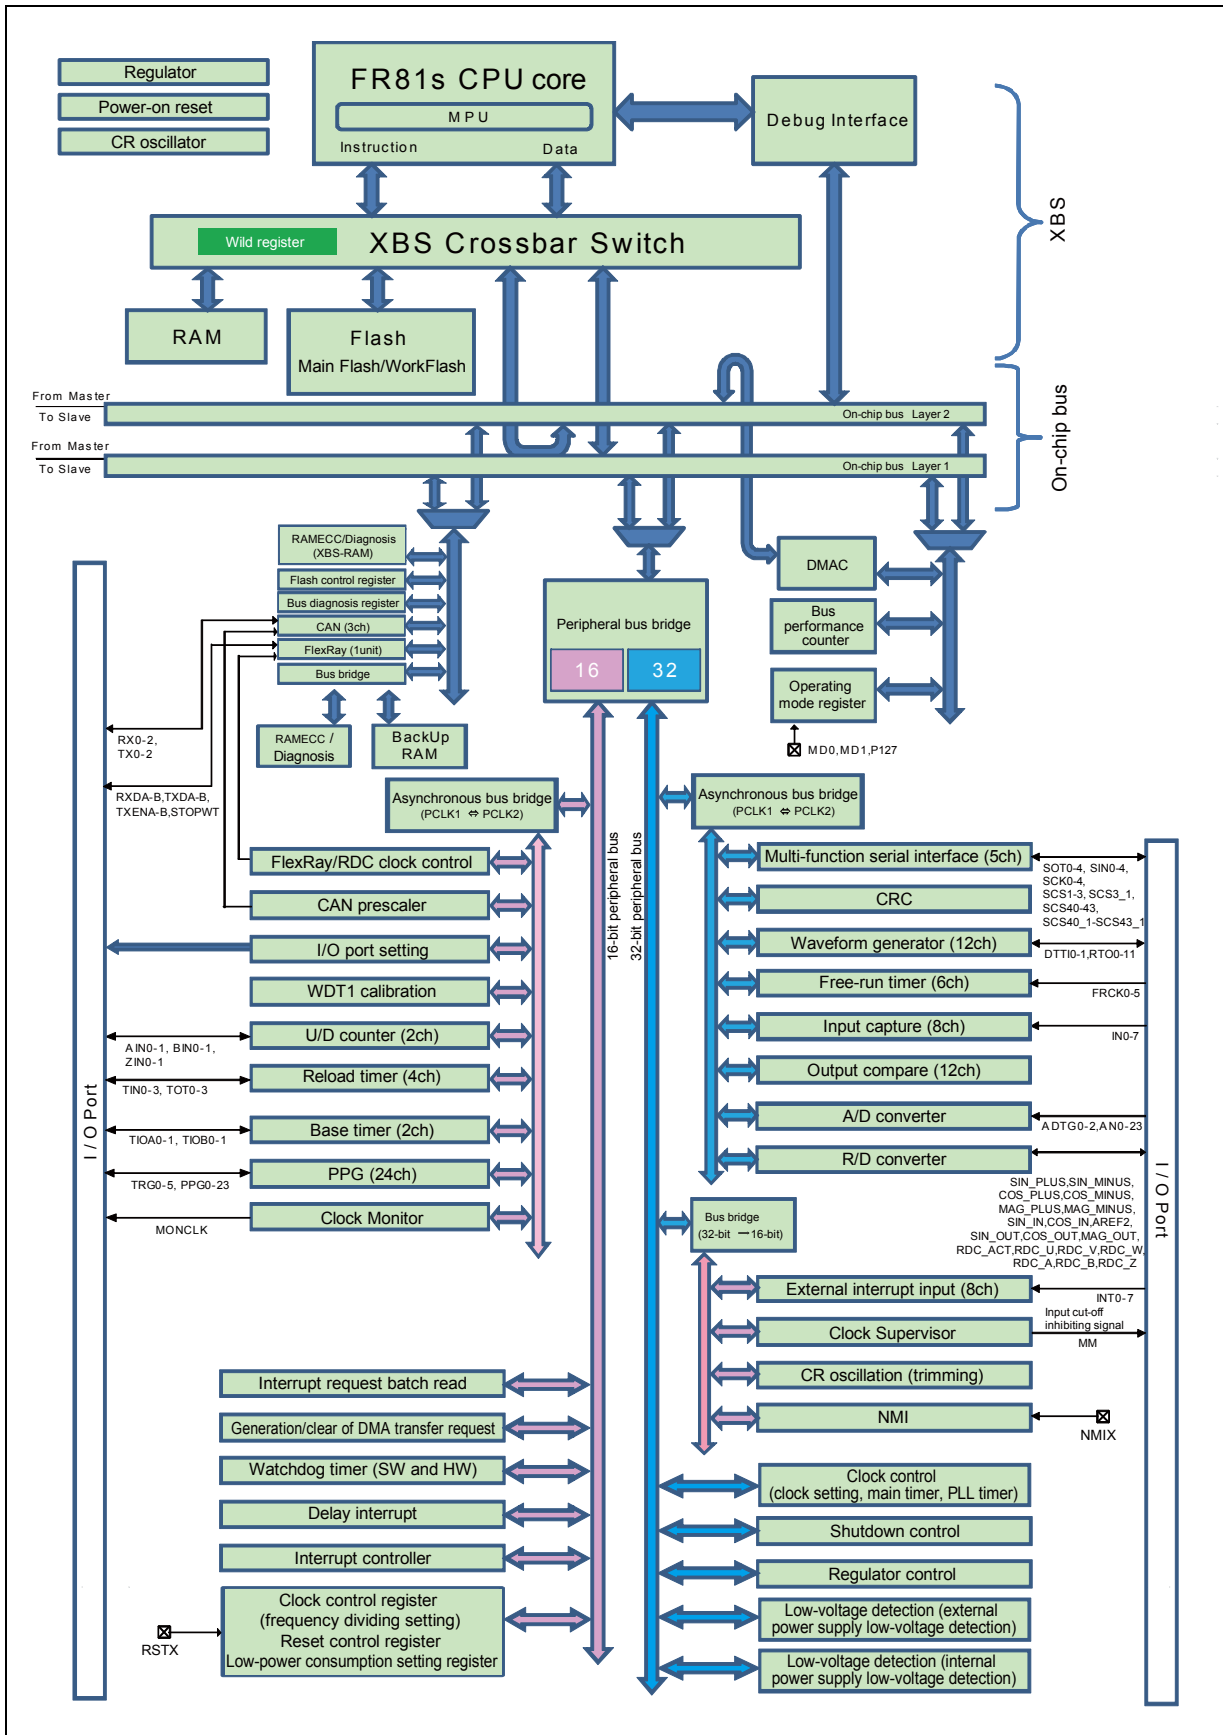 Regulator
Power-on reset
CR oscillator
FR81s CPU core
MPU
Instruction
Data
Debug Interface
XBS
Wild register
XBS Crossbar Switch
RAM
Flash
Main Flash/WorkFlash
From Master
To Slave
On-chip bus Layer 2
From Master
To Slave
On-chip bus Layer 1
On-chip bus
RAMECC/Diagnosis
(XBS-RAM)
Flash control register
Bus diagnosis register
CAN (3ch)
FlexRay (1unit)
Bus bridge
RAMECC /
Diagnosis
BackUp
RAM
Peripheral bus bridge
16
32
DMAC
Bus
performance
counter
Operating
mode register
MD0,MD1,P127
I/O Port
RX0-2,
TX0-2
RXDA-B,TXDA-B,
TXENA-B,STOPWT
Asynchronous bus bridge
(PCLK1 ⇔ PCLK2)
FlexRay/RDC clock control
CAN prescaler
I/O port setting
WDT1 calibration
U/D counter (2ch)
AIN0-1, BIN0-1,
ZIN0-1
Reload timer (4ch)
TIN0-3, TOT0-3
Base timer (2ch)
TIOA0-1, TIOB0-1
PPG (24ch)
TRG0-5, PPG0-23
Clock Monitor
MONCLK
16-bit peripheral bus
32-bit peripheral bus
Asynchronous bus bridge
(PCLK1 ⇔ PCLK2)
Multi-function serial interface (5ch)
SOT0-4, SIN0-4,
SCK0-4,
SCS1-3, SCS3_1,
SCS40-43,
SCS40_1-SCS43_1
CRC
Waveform generator (12ch)
DTTI0-1,RTO0-11
Free-run timer (6ch)
FRCK0-5
Input capture (8ch)
IN0-7
Output compare (12ch)
A/D converter
ADTG0-2,AN0-23
R/D converter
SIN_PLUS,SIN_MINUS,
COS_PLUS,COS_MINUS,
MAG_PLUS,MAG_MINUS,
SIN_IN,COS_IN,AREF2,
SIN_OUT,COS_OUT,MAG_OUT,
RDC_ACT,RDC_U,RDC_V,RDC_W,
RDC_A,RDC_B,RDC_Z
I/O Port
Bus bridge
(32-bit → 16-bit)
External interrupt input (8ch)
INT0-7
Clock Supervisor
Input cut-off
inhibiting signal
MM
CR oscillation (trimming)
NMI
NMIX
Interrupt request batch read
Generation/clear of DMA transfer request
Watchdog timer (SW and HW)
Delay interrupt
Interrupt controller
Clock control register
(frequency dividing setting)
Reset control register
Low-power consumption setting register
RSTX
Clock control
(clock setting, main timer, PLL timer)
Shutdown control
Regulator control
Low-voltage detection (external
power supply low-voltage detection)
Low-voltage detection (internal
power supply low-voltage detection)